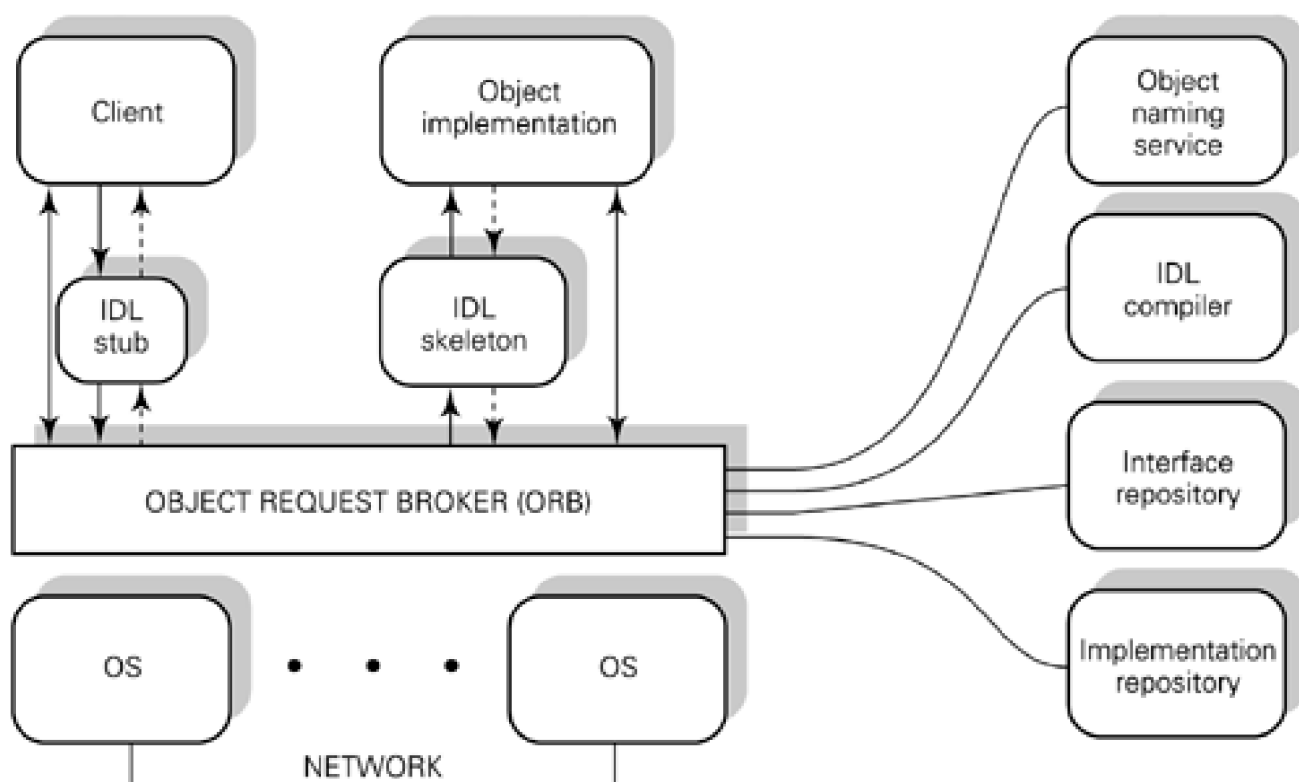 Client
Object
implementation
Object
naming
service
IDL
stub
IDL
skeleton
IDL
compiler
OBJECT REQUEST BROKER (ORB)
Interface
repository
OS
OS
Implementation
repository
NETWORK